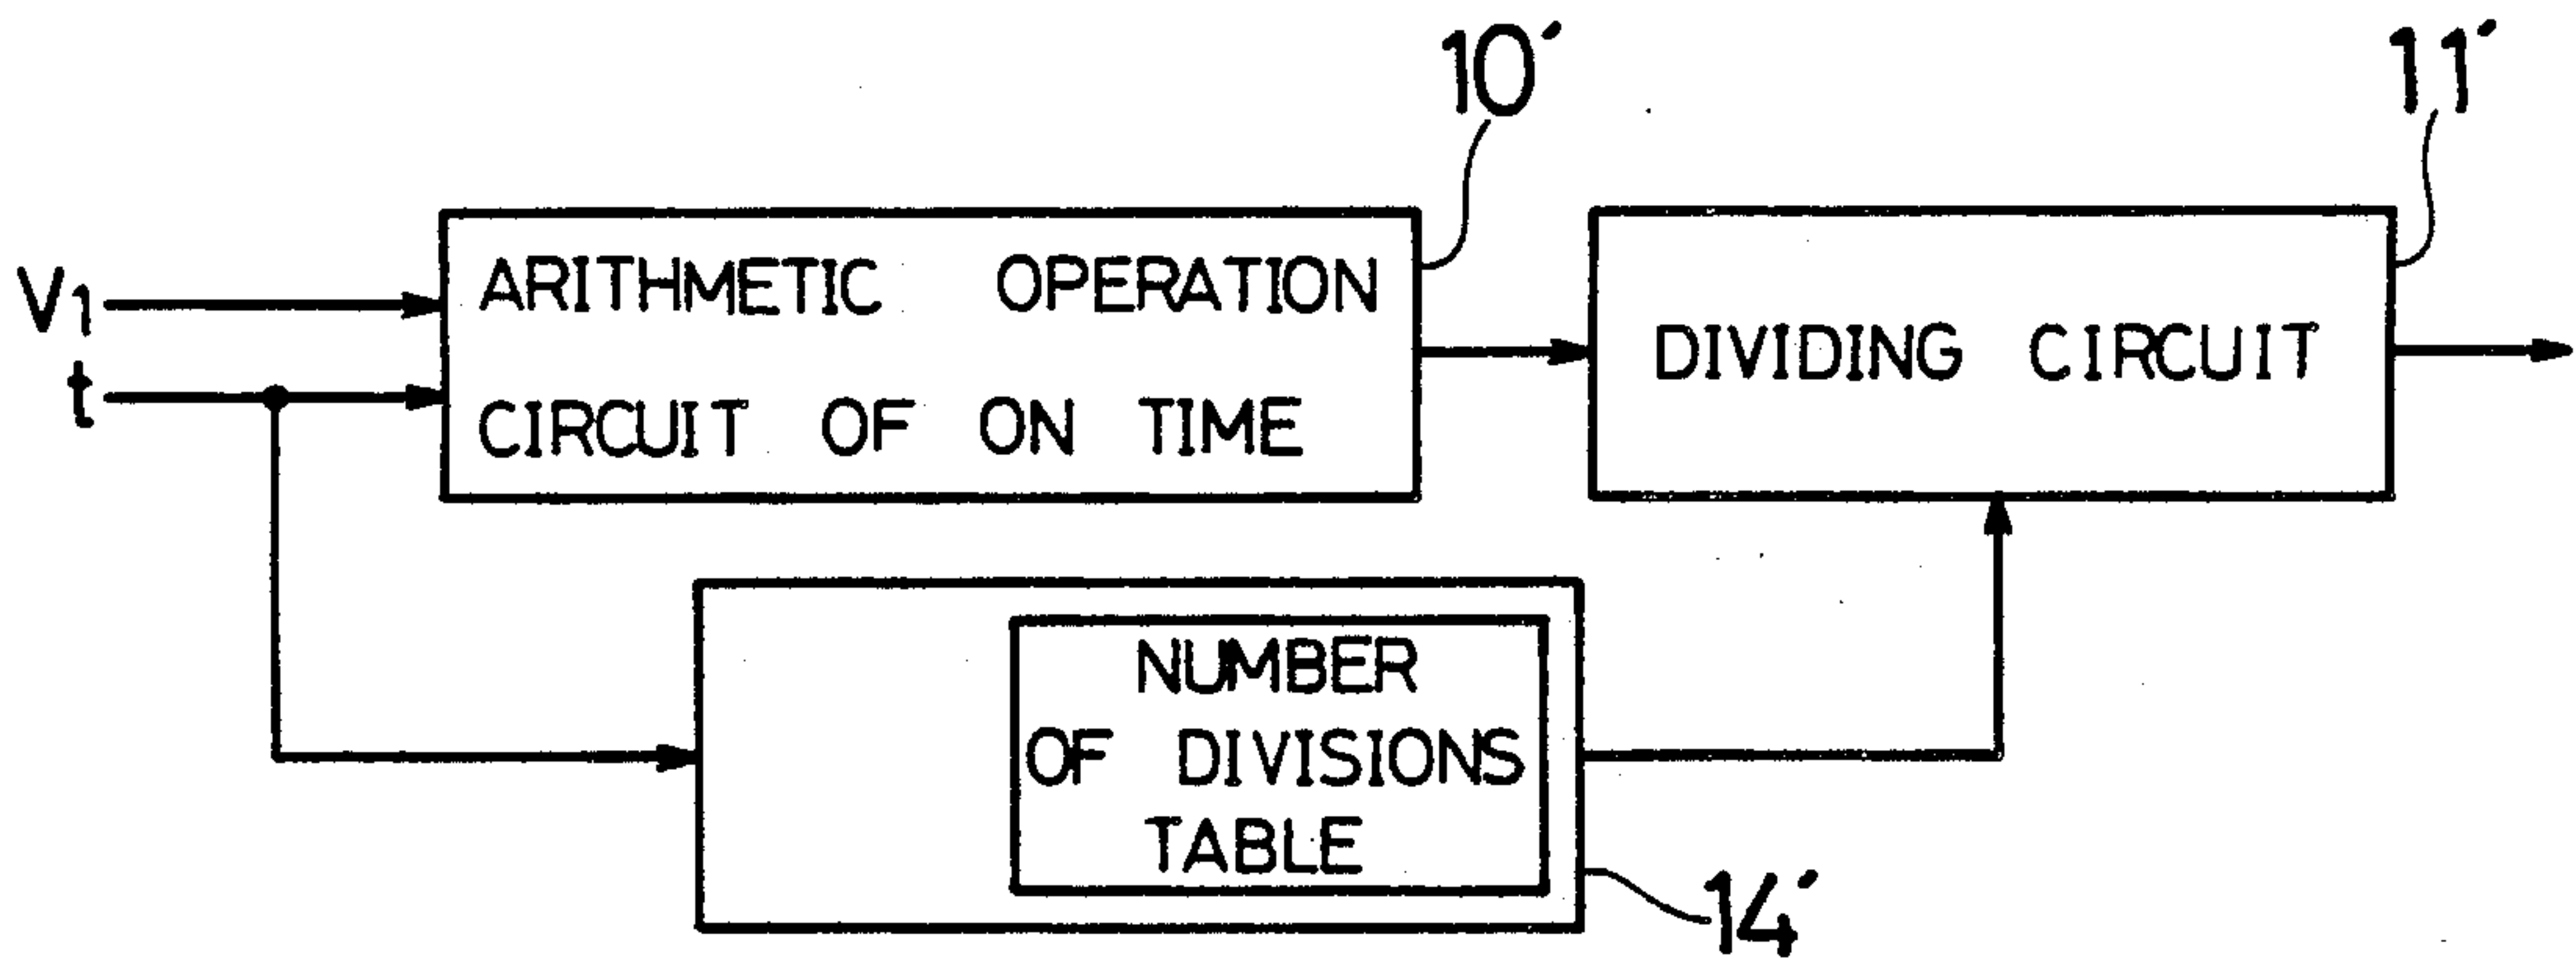 10′
11′
V1
ARITHMETIC OPERATION
CIRCUIT OF ON TIME
t
DIVIDING CIRCUIT
NUMBER
OF DIVISIONS
TABLE
14′